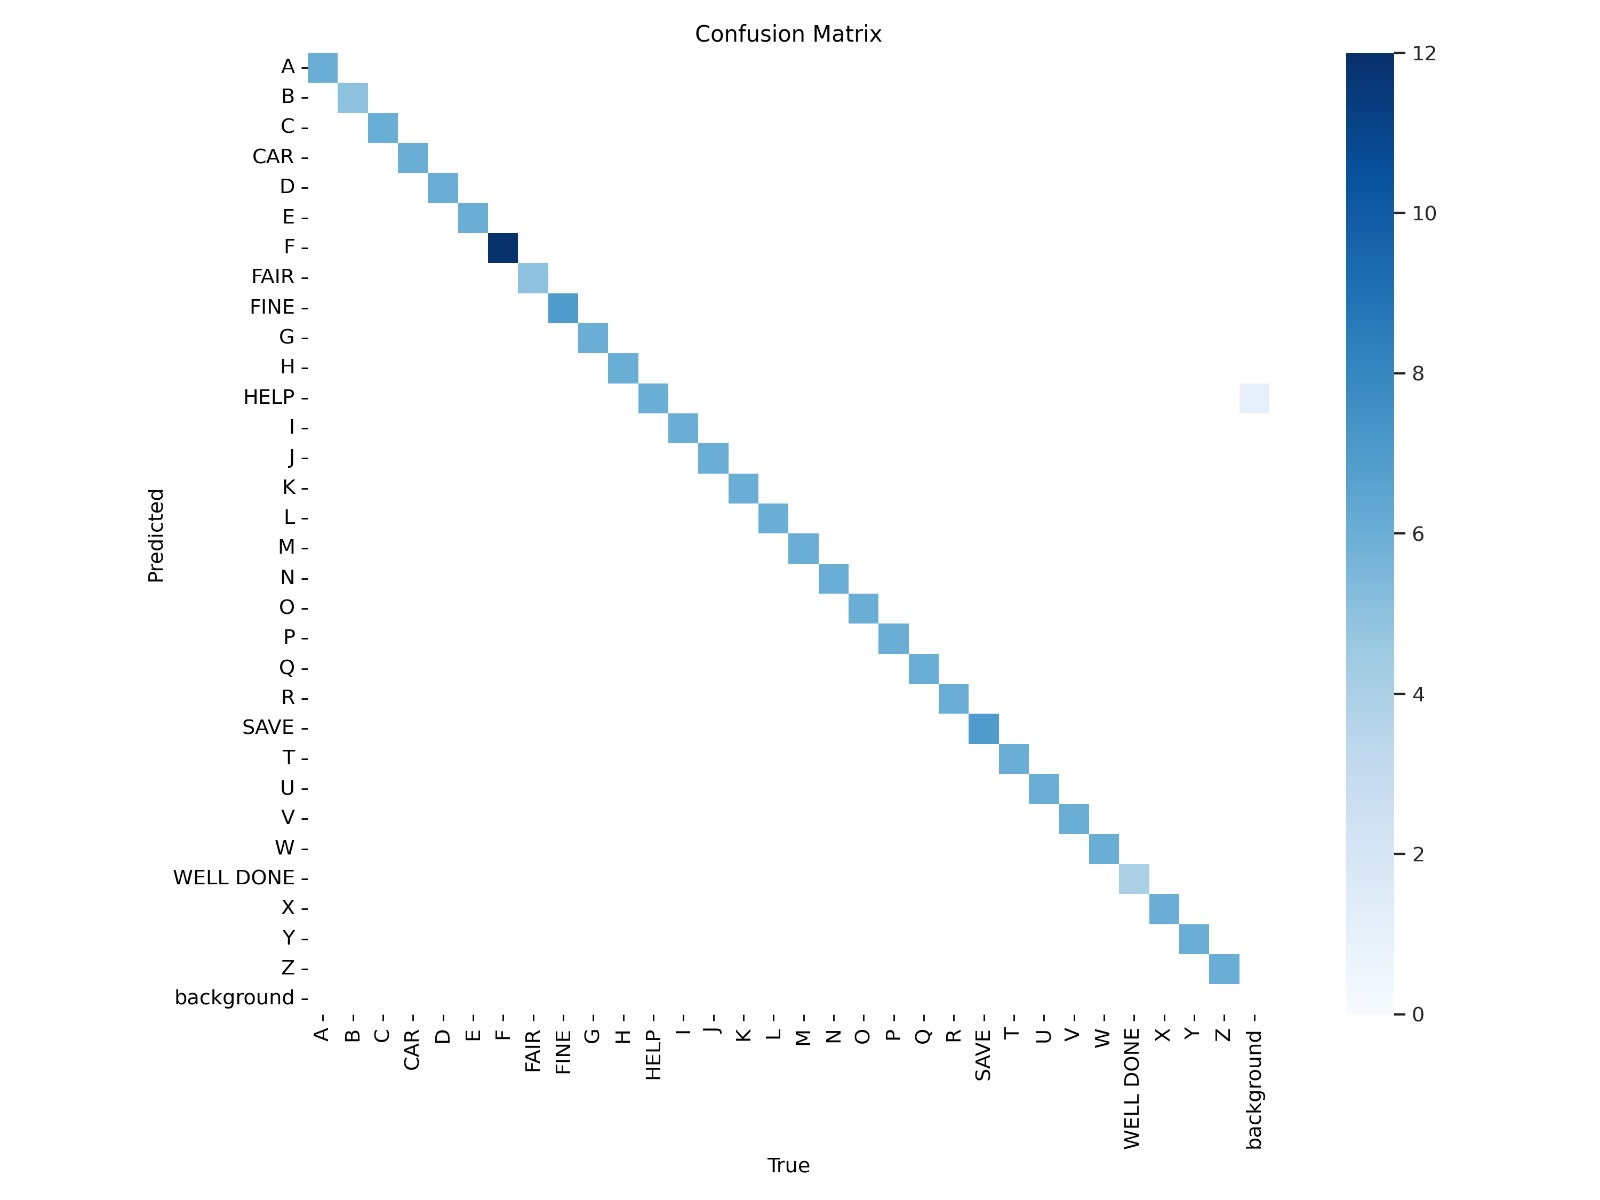 Confusion Matrix
Predicted
A
B
C
CAR
D
E
F
FAIR
FINE
G
H
HELP
I
J
K
L
M
N
O
P
Q
R
SAVE
T
U
V
W
WELL DONE
X
Y
Z
background
A
B
C
CAR
D
E
F
FAIR
FINE
G
H
HELP
I
J
K
L
M
N
O
P
Q
R
SAVE
T
U
V
W
WELL DONE
X
Y
Z
background
True
12
10
8
6
4
2
0